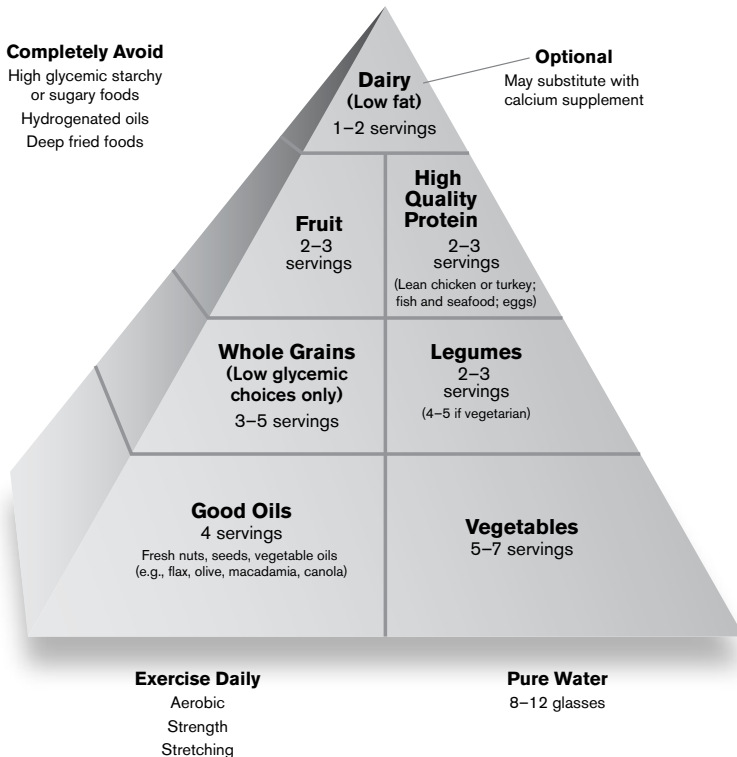 Completely Avoid
High glycemic starchy
or sugary foods
Hydrogenated oils
Deep fried foods
Optional
May substitute with
calcium supplement
Dairy
(Low fat)
1–2 servings
Fruit
2–3
servings
High
Quality
Protein
2–3
servings
(Lean chicken or turkey;
fish and seafood; eggs)
Whole Grains
(Low glycemic
choices only)
3–5 servings
Legumes
2–3
servings
(4–5 if vegetarian)
Good Oils
4 servings
Fresh nuts, seeds, vegetable oils
(e.g., flax, olive, macadamia, canola)
Vegetables
5–7 servings
Exercise Daily
Aerobic
Strength
Stretching
Pure Water
8–12 glasses